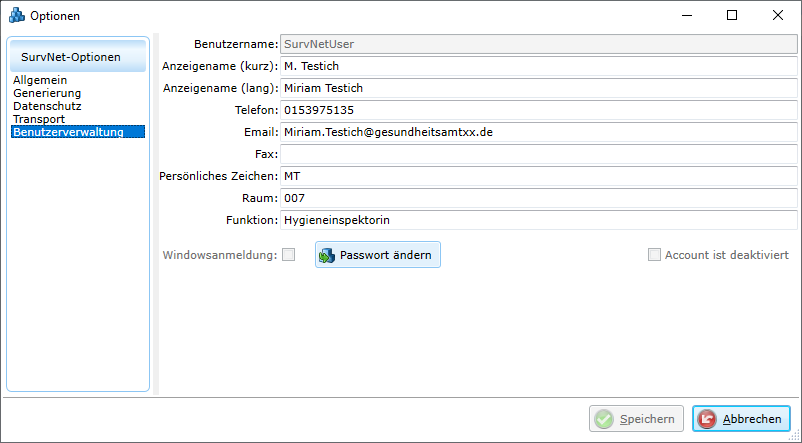 Optionen
SurvNet-Optionen
Allgemein
Generierung
Datenschutz
Transport
Benutzerverwaltung
Benutzername: SurvNetUser
Anzeigename (kurz): M. Testich
Anzeigename (lang): Miriam Testich
Telefon: 0153975135
Email: Miriam.Testich@gesundheitsamtxx.de
Fax:
Persönliches Zeichen: MT
Raum: 007
Funktion: Hygieneinspektorin
Windowsanmeldung: Passwort ändern Account ist deaktiviert
Speichern Abbrechen